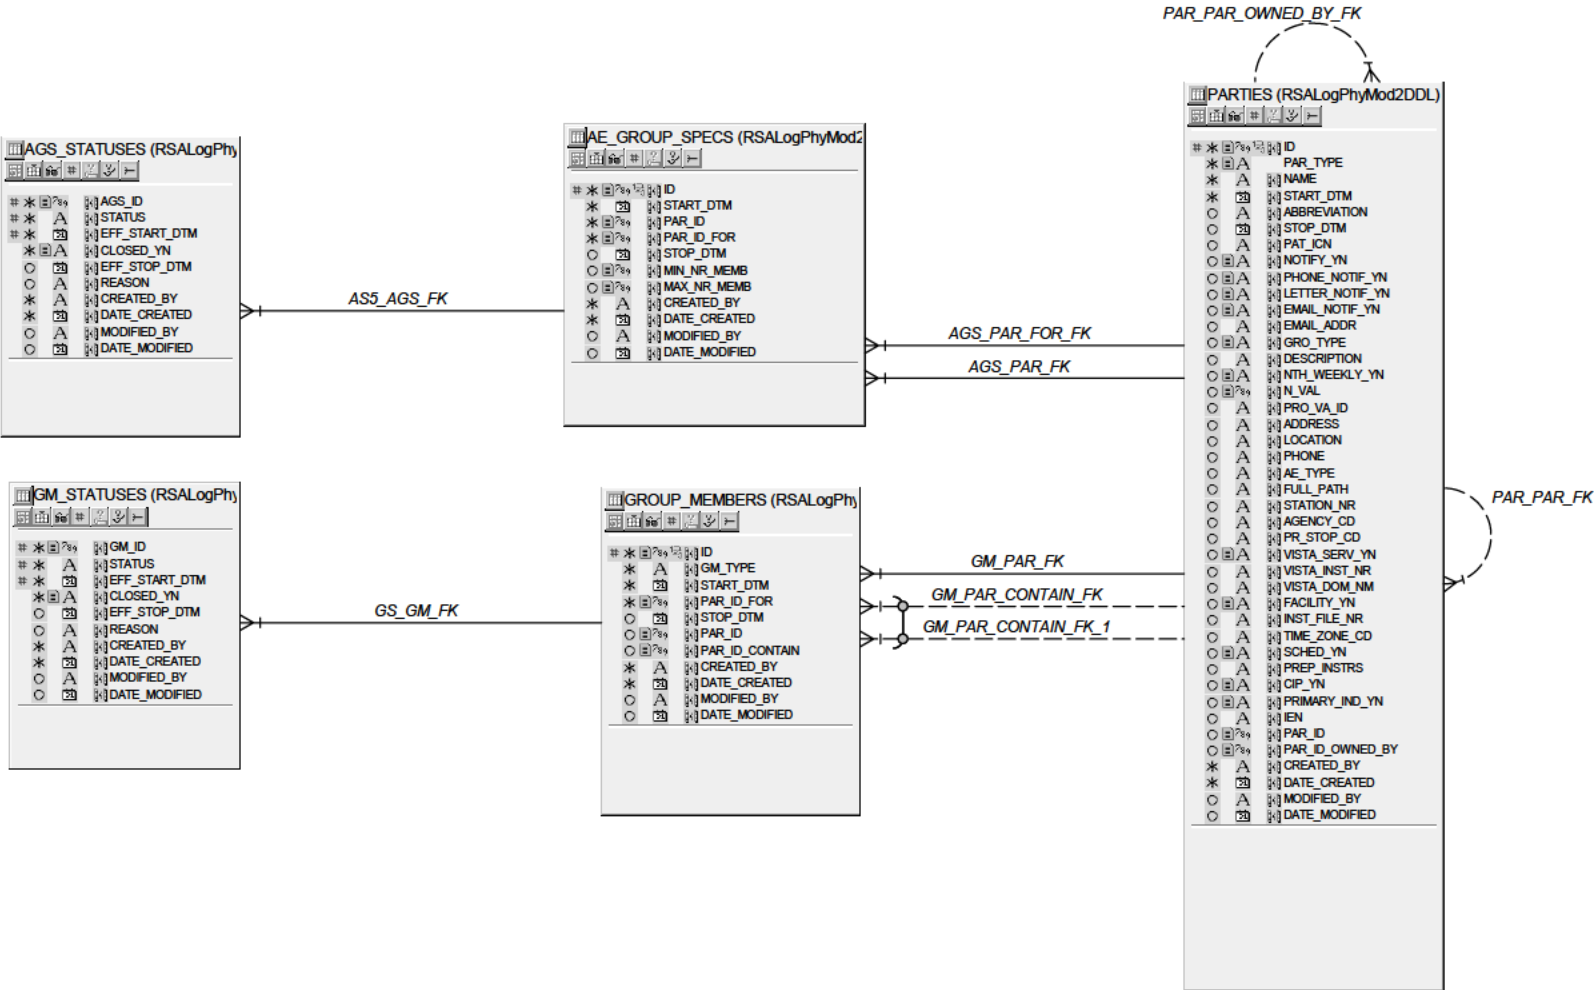 PAR_PAR_OWNED_BY_FK
AGS_STATUSES (RSALogPhy
AGS_ID
STATUS
EFF_START_DTM
CLOSED_YN
EFF_STOP_DTM
REASON
CREATED_BY
DATE_CREATED
MODIFIED_BY
DATE_MODIFIED
AS5_AGS_FK
AE_GROUP_SPECS (RSALogPhyMod2
ID
START_DTM
PAR_ID
PAR_ID_FOR
STOP_DTM
MIN_NR_MEMB
MAX_NR_MEMB
CREATED_BY
DATE_CREATED
MODIFIED_BY
DATE_MODIFIED
AGS_PAR_FOR_FK
AGS_PAR_FK
PARTIES (RSALogPhyMod2DDL)
ID
PAR_TYPE
NAME
START_DTM
ABBREVIATION
STOP_DTM
PAT_ICN
NOTIFY_YN
PHONE_NOTIF_YN
LETTER_NOTIF_YN
EMAIL_NOTIF_YN
EMAIL_ADDR
GRO_TYPE
DESCRIPTION
NTH_WEEKLY_YN
N_VAL
PRO_VA_ID
ADDRESS
LOCATION
PHONE
AE_TYPE
FULL_PATH
STATION_NR
AGENCY_CD
PR_STOP_CD
VISTA_SERV_YN
VISTA_INST_NR
VISTA_DOM_NM
FACILITY_YN
INST_FILE_NR
TIME_ZONE_CD
SCHED_YN
PREP_INSTRS
CIP_YN
PRIMARY_IND_YN
IEN
PAR_ID
PAR_ID_OWNED_BY
CREATED_BY
DATE_CREATED
MODIFIED_BY
DATE_MODIFIED
PAR_PAR_FK
GM_STATUSES (RSALogPhy
GM_ID
STATUS
EFF_START_DTM
CLOSED_YN
EFF_STOP_DTM
REASON
CREATED_BY
DATE_CREATED
MODIFIED_BY
DATE_MODIFIED
GS_GM_FK
GROUP_MEMBERS (RSALogPhy
ID
GM_TYPE
START_DTM
PAR_ID_FOR
STOP_DTM
PAR_ID
PAR_ID_CONTAIN
CREATED_BY
DATE_CREATED
MODIFIED_BY
DATE_MODIFIED
GM_PAR_FK
GM_PAR_CONTAIN_FK
GM_PAR_CONTAIN_FK_1